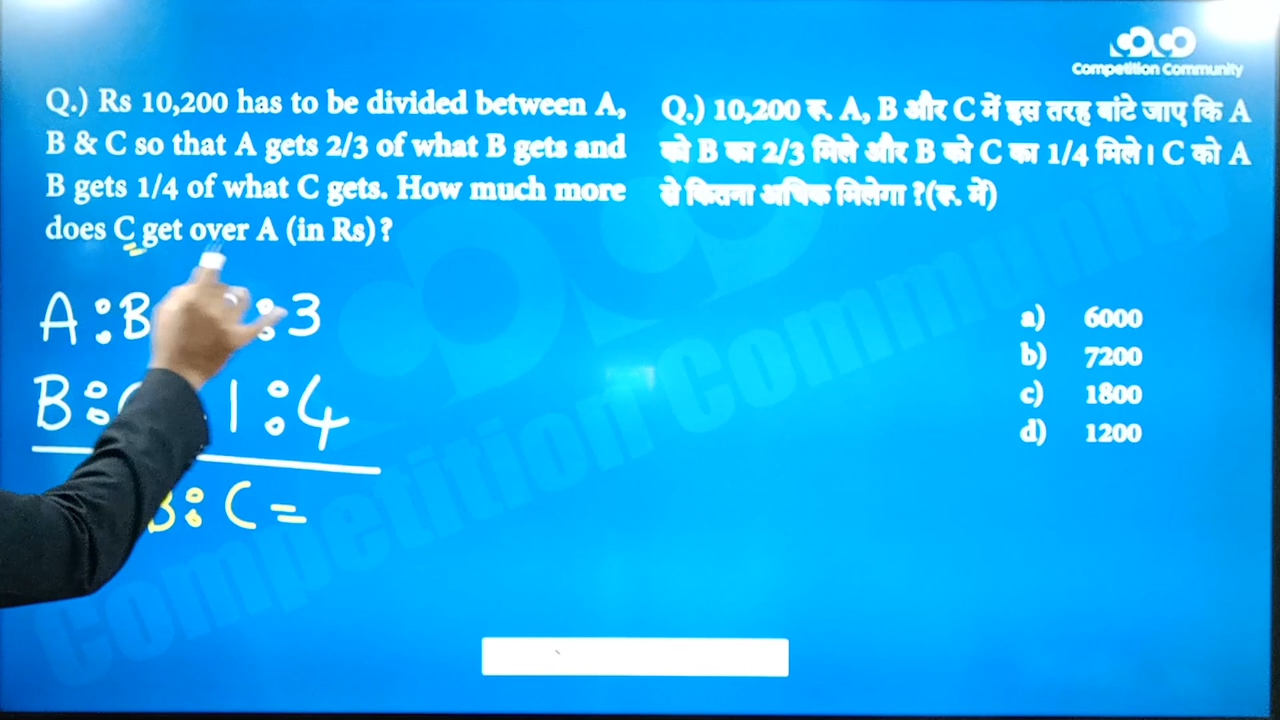 Competition Community
Q.) Rs 10,200 has to be divided between A,
B & C so that A gets 2/3 of what B gets and
B gets 1/4 of what C gets. How much more
does C get over A (in Rs)?
Q.) 10,200 रू. A, B और C में इस तरह बांटे जाए कि A
को B का 2/3 मिले और B को C का 1/4 मिले। C को A
से कितना अधिक मिलेगा ?(रू. में)
A : B : 3
B : 1 : 4
B : C =
a) 6000
b) 7200
c) 1800
d) 1200
Competition Community